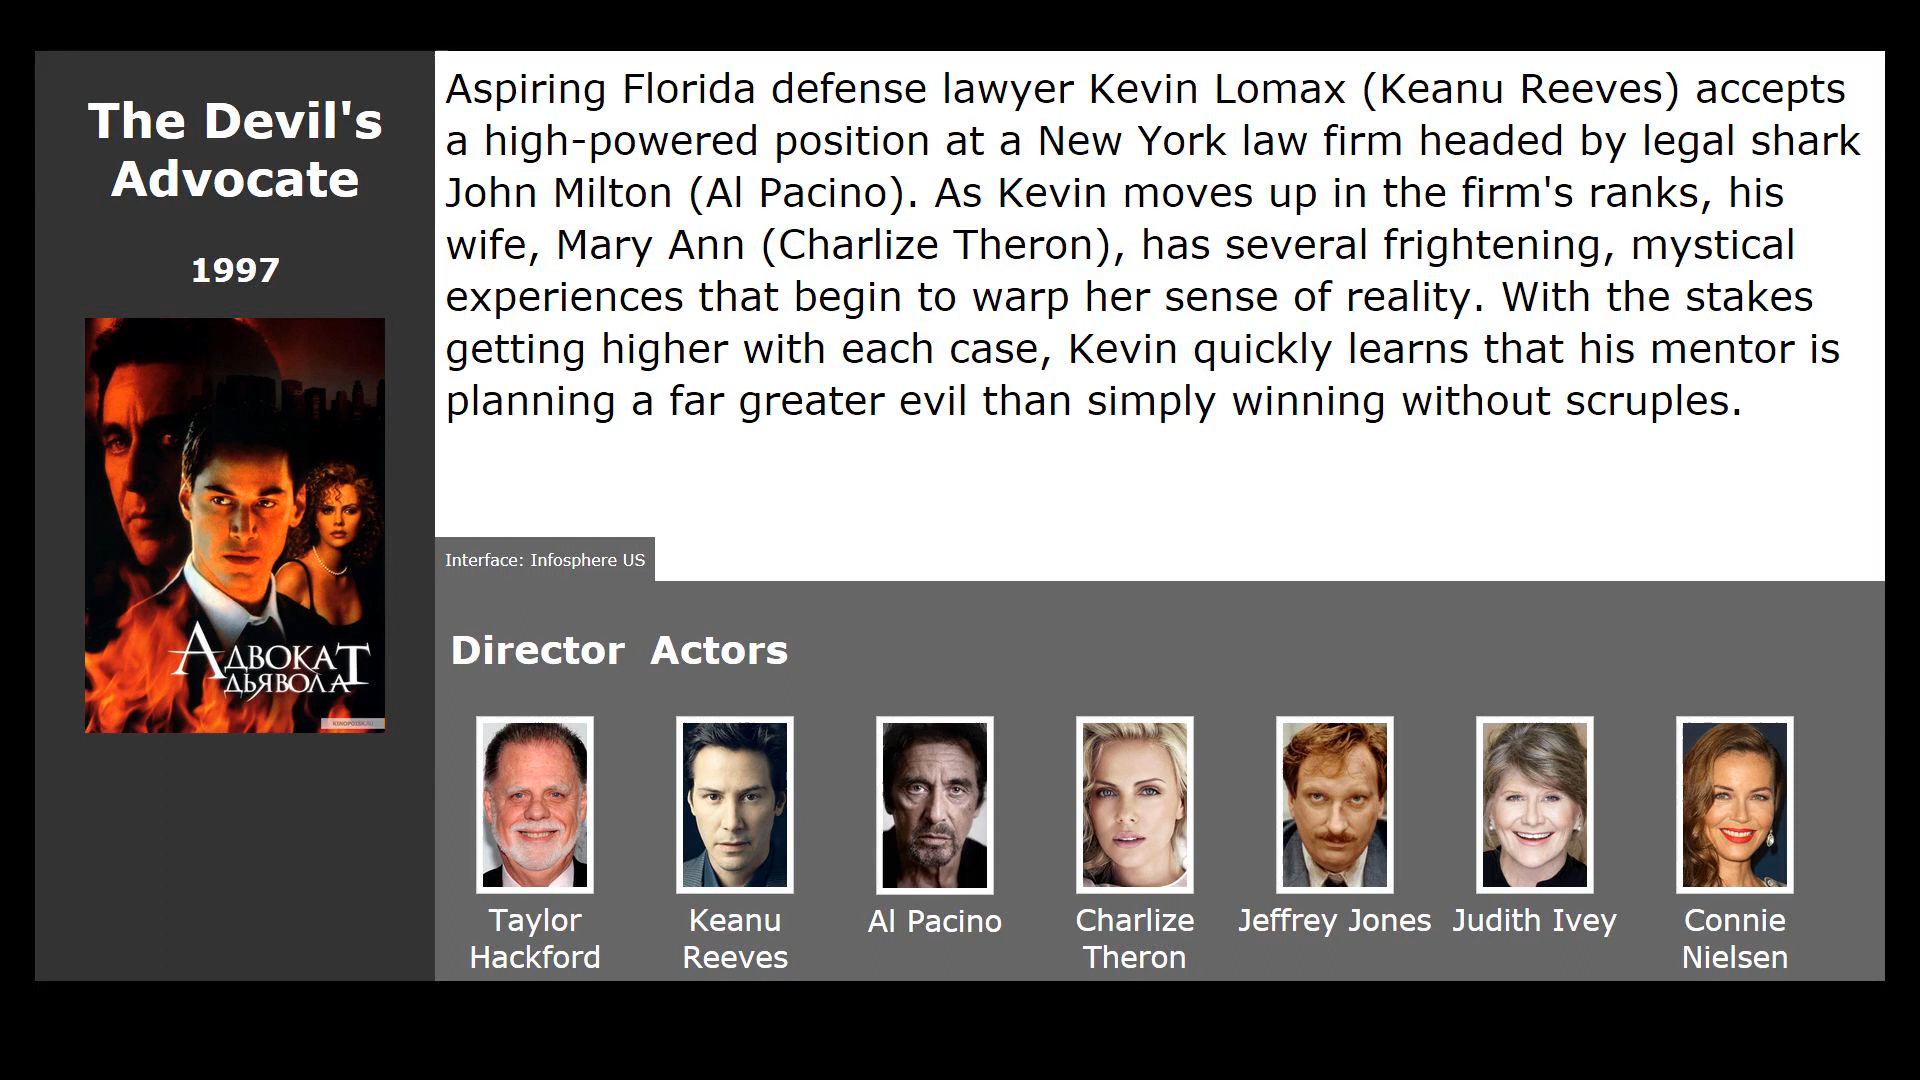 The Devil's
Advocate
1997
АДВОКАТ
ДЬЯВОЛА
KINOPOISK.RU
Aspiring Florida defense lawyer Kevin Lomax (Keanu Reeves) accepts
a high-powered position at a New York law firm headed by legal shark
John Milton (Al Pacino). As Kevin moves up in the firm's ranks, his
wife, Mary Ann (Charlize Theron), has several frightening, mystical
experiences that begin to warp her sense of reality. With the stakes
getting higher with each case, Kevin quickly learns that his mentor is
planning a far greater evil than simply winning without scruples.
Interface: Infosphere US
Director Actors
Taylor
Hackford
Keanu
Reeves
Al Pacino
Charlize
Theron
Jeffrey Jones
Judith Ivey
Connie
Nielsen